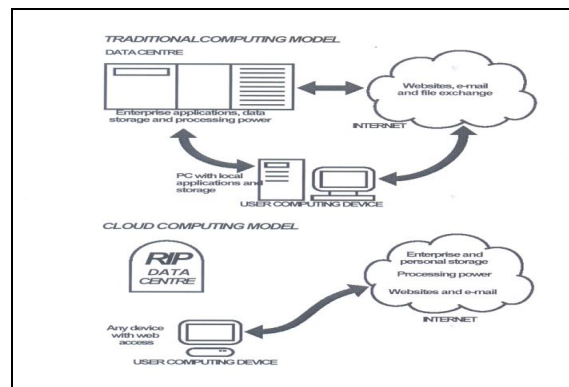 TRADITIONAL COMPUTING MODEL
DATA CENTRE
Enterprise applications, data
storage and processing power
Websites, e-mail
and file exchange
INTERNET
PC with local
applications and
storage
USER COMPUTING DEVICE
CLOUD COMPUTING MODEL
RIP
DATA
CENTRE
Enterprise and
personal storage
Processing power
Websites and e-mail
INTERNET
Any device
with web
access
USER COMPUTING DEVICE